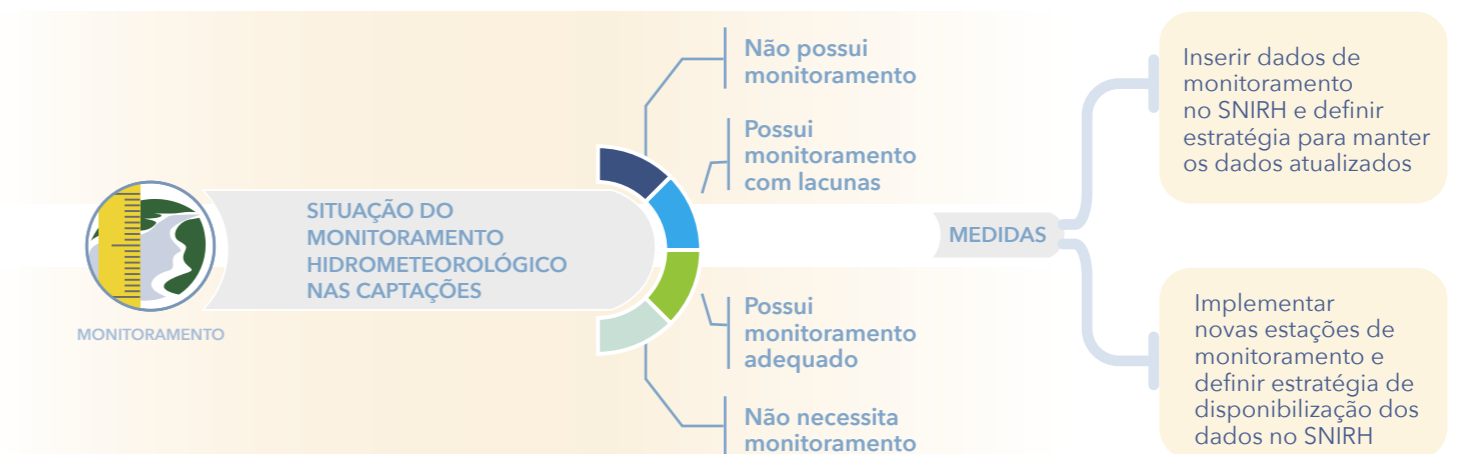 MONITORAMENTO
SITUAÇÃO DO
MONITORAMENTO
HIDROMETEOROLÓGICO
NAS CAPTAÇÕES
Não possui
monitoramento
Possui
monitoramento
com lacunas
Possui
monitoramento
adequado
Não necessita
monitoramento
MEDIDAS
Inserir dados de
monitoramento
no SNIRH e definir
estratégia para manter
os dados atualizados
Implementar
novas estações de
monitoramento e
definir estratégia de
disponibilização dos
dados no SNIRH